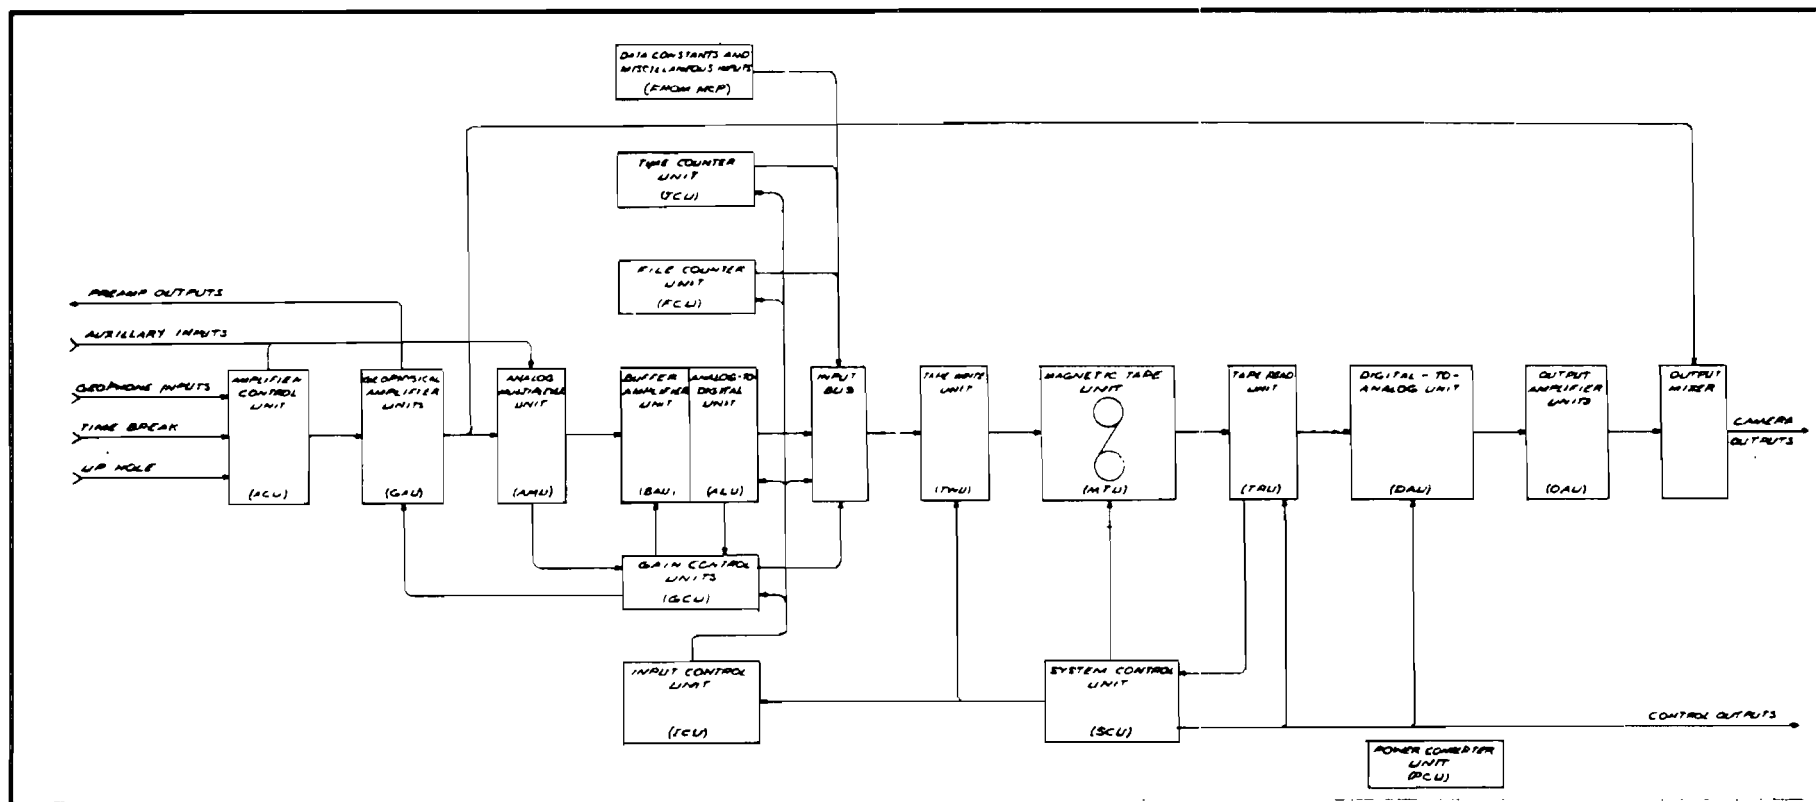 DATA CONSTANTS AND
MISCILLANEOUS INPUTS
(FROM MCP)
TIME COUNTER
UNIT
(TCU)
FILE COUNTER
UNIT
(FCU)
PREAMP OUTPUTS
AUXILLARY INPUTS
GEOPHONE INPUTS
TIME BREAK
UP HOLE
AMPLIFIER
CONTROL
UNIT
(ACU)
GEOPHYSICAL
AMPLIFIER
UNITS
(GAU)
ANALOG
MULTIPLEXER
UNIT
(AMU)
BUFFER
AMPLIFIER
UNIT
(BAU)
ANALOG-TO-
DIGITAL
UNIT
(ALU)
INPUT
BUS
TAPE WRITE
UNIT
(TWU)
MAGNETIC TAPE
UNIT
(MTU)
TAPE READ
UNIT
(TRU)
DIGITAL-TO-
ANALOG UNIT
(DAU)
OUTPUT
AMPLIFIER
UNITS
(OAU)
OUTPUT
MIXER
CAMERA
OUTPUTS
GAIN CONTROL
UNITS
(GCU)
INPUT CONTROL
UNIT
(ICU)
SYSTEM CONTROL
UNIT
(SCU)
CONTROL OUTPUTS
POWER CONVERTER
UNIT
(PCU)